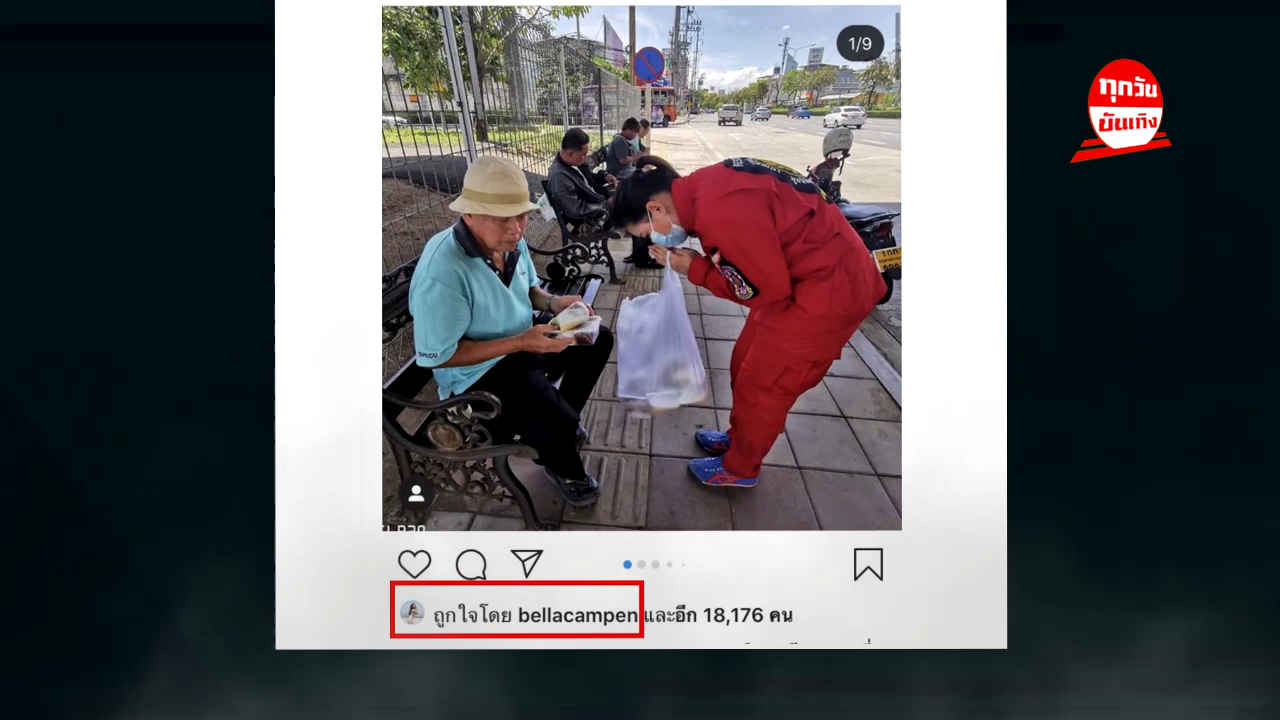 1/9
ทุกวัน
บันเทิง
ถูกใจโดย bellacampen และอีก 18,176 คน